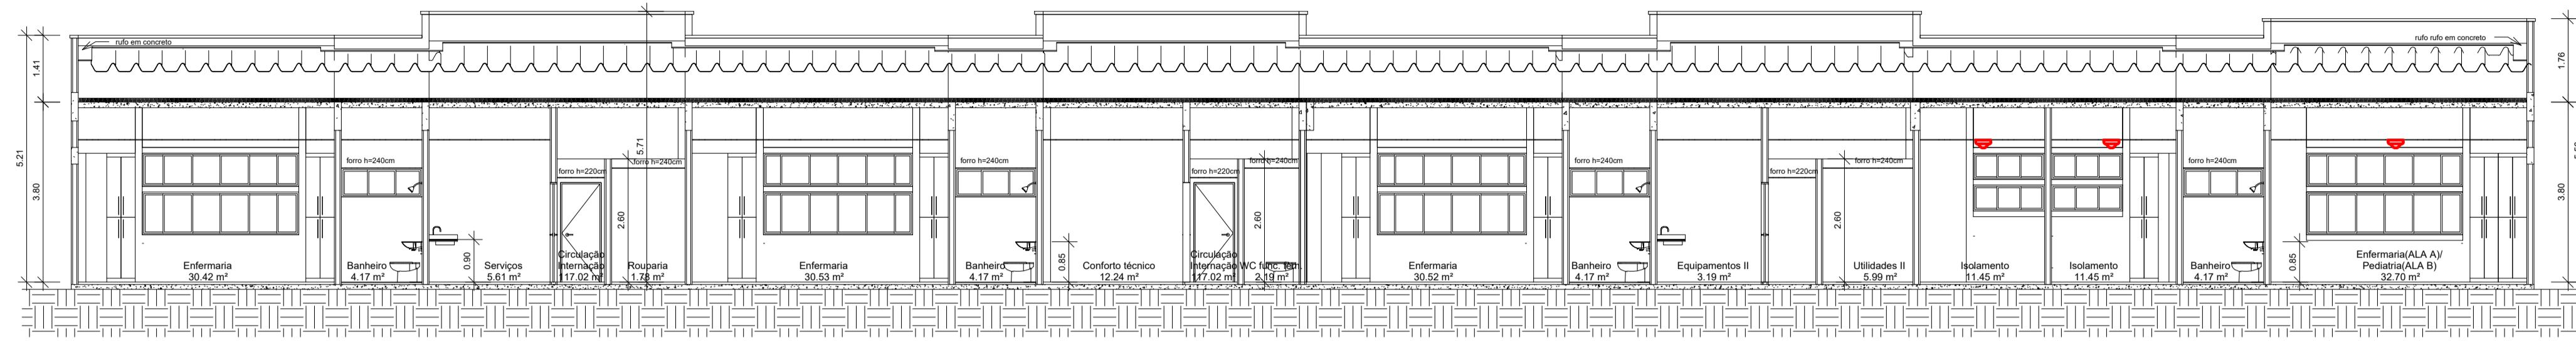 rufo em concreto
rufo rufo em concreto
1.41
5.21
3.80
5.71
1.76
3.80
forro h=240cm
forro h=220cm
forro h=240cm
forro h=240cm
forro h=220cm
forro h=240cm
forro h=240cm
forro h=220cm
forro h=240cm
forro h=240cm
2.60
0.90
0.85
2.60
2.60
0.85
Enfermaria
30.42 m²
Banheiro
4.17 m²
Serviços
5.61 m²
Circulação
Internação
117.02 m²
Rouparia
1.78 m²
Enfermaria
30.53 m²
Banheiro
4.17 m²
Conforto técnico
12.24 m²
Circulação
Internação
117.02 m²
WC func. fem.
2.19 m²
Enfermaria
30.52 m²
Banheiro
4.17 m²
Equipamentos II
3.19 m²
Utilidades II
5.99 m²
Isolamento
11.45 m²
Isolamento
11.45 m²
Banheiro
4.17 m²
Enfermaria(ALA A)/
Pediatria(ALA B)
32.70 m²